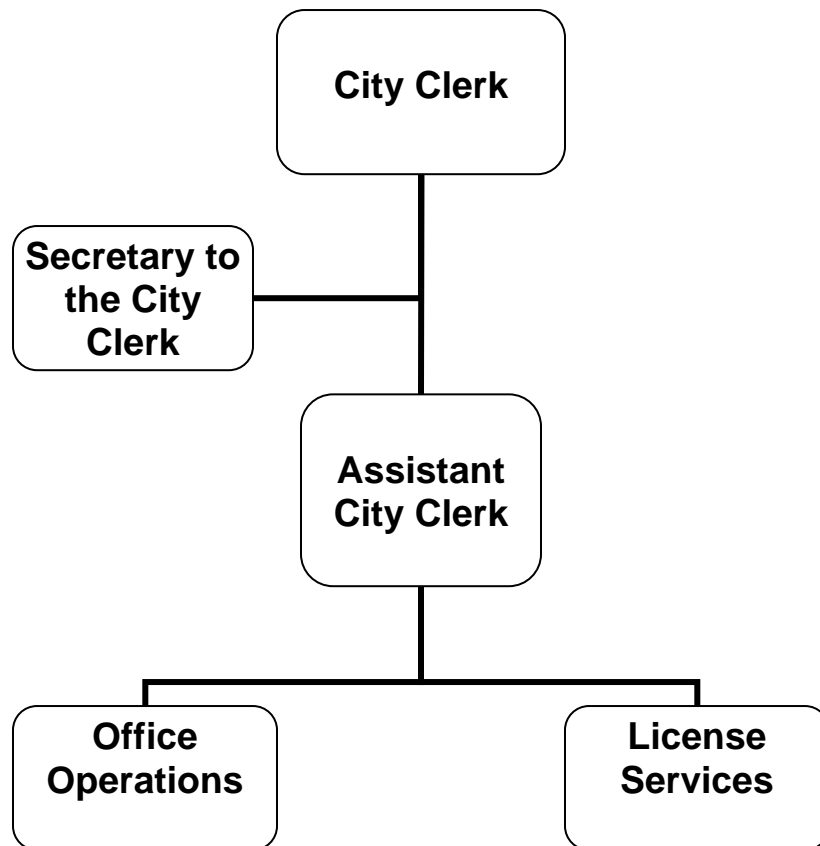 City Clerk
Secretary to
the City
Clerk
Assistant
City Clerk
Office
Operations
License
Services